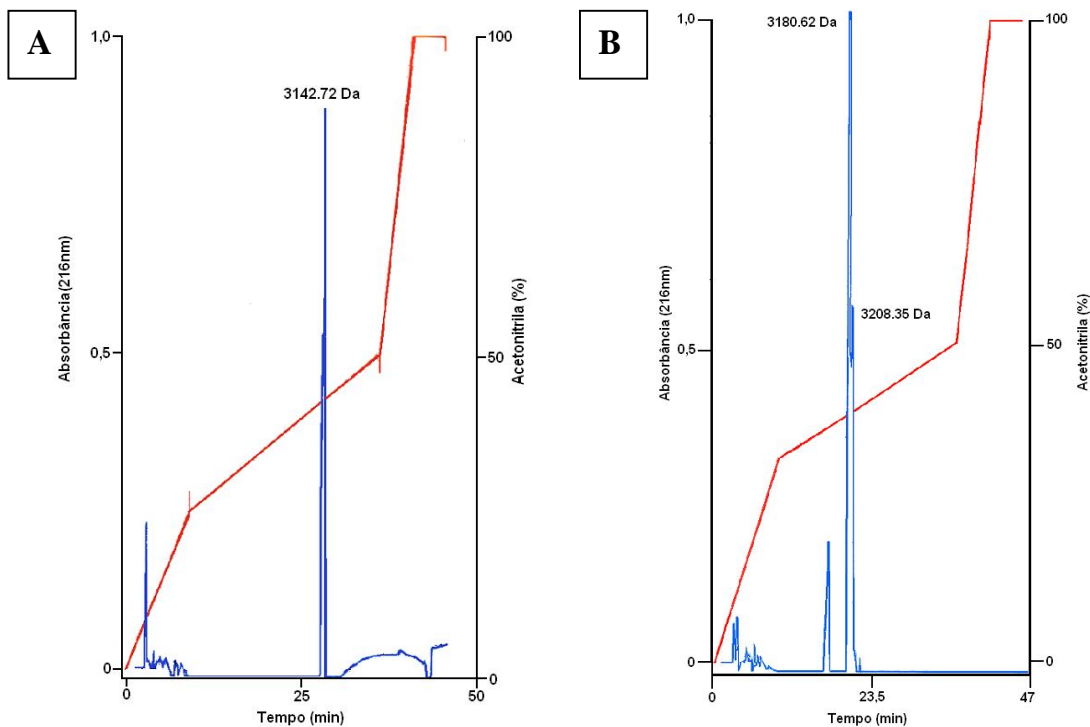 A
1,0
100
3142.72 Da
Absorbância(216nm)
0,5
50
Acetonitrila (%)
0
0
0
25
50
Tempo (min)
B
1,0
100
3180.62 Da
3208.35 Da
Absorbância (216nm)
0,5
50
Acetonitrila (%)
0
0
0
23,5
47
Tempo (min)